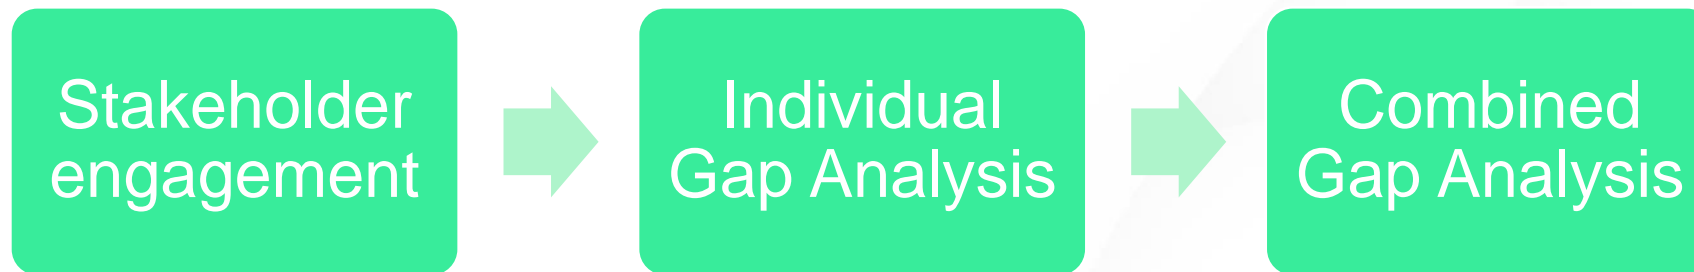 Stakeholder
engagement
Individual
Gap Analysis
Combined
Gap Analysis